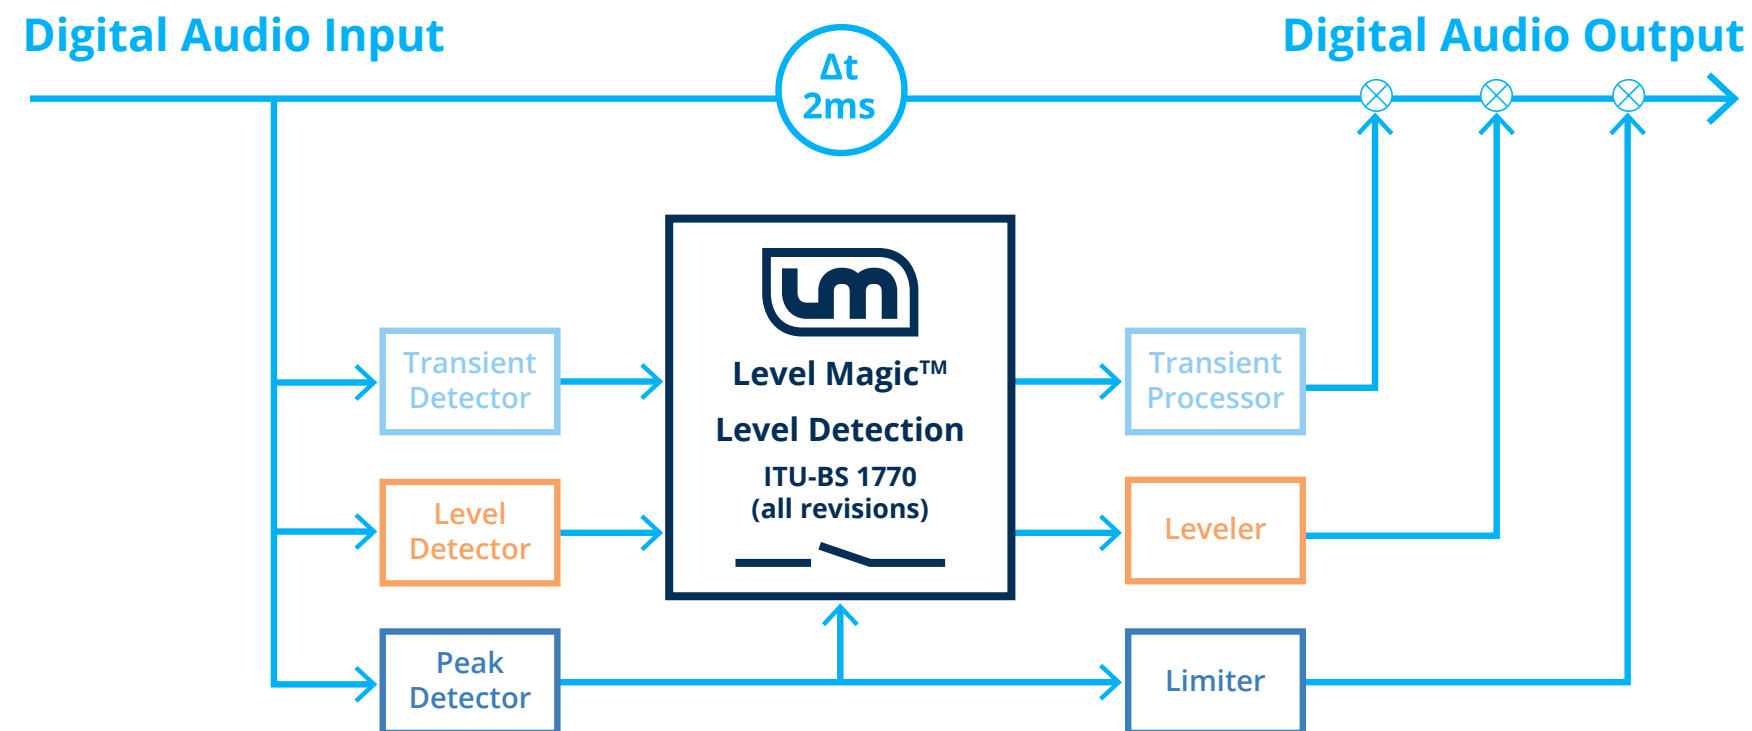 Digital Audio Input
Digital Audio Output
Δt
2ms
lm
Level Magic™
Level Detection
ITU-BS 1770
(all revisions)
Transient
Detector
Transient
Processor
Level
Detector
Leveler
Peak
Detector
Limiter